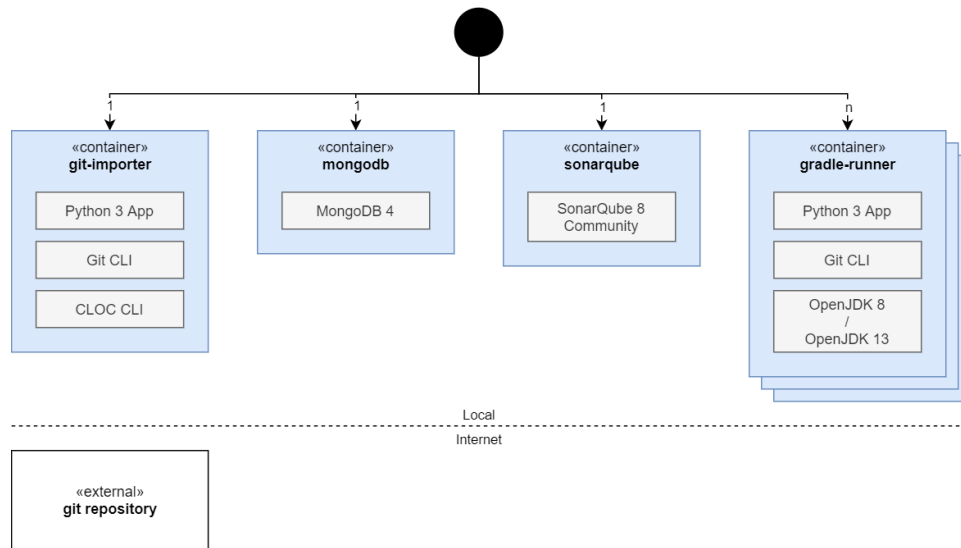 1
1
1
n
«container»
git-importer
Python 3 App
Git CLI
CLOC CLI
«container»
mongodb
MongoDB 4
«container»
sonarqube
SonarQube 8
Community
«container»
gradle-runner
Python 3 App
Git CLI
OpenJDK 8
/
OpenJDK 13
Local
Internet
«external»
git repository